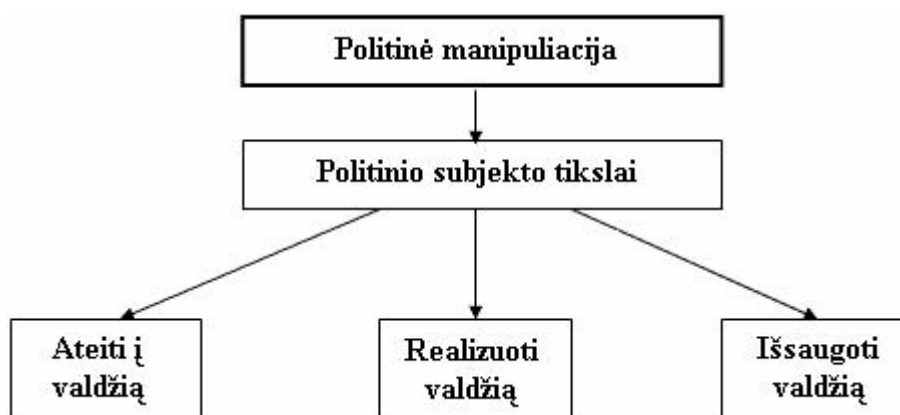 Politinė manipuliacija
Politinio subjekto tikslai
Ateiti į
valdžią
Realizuoti
valdžią
Išsaugoti
valdžią